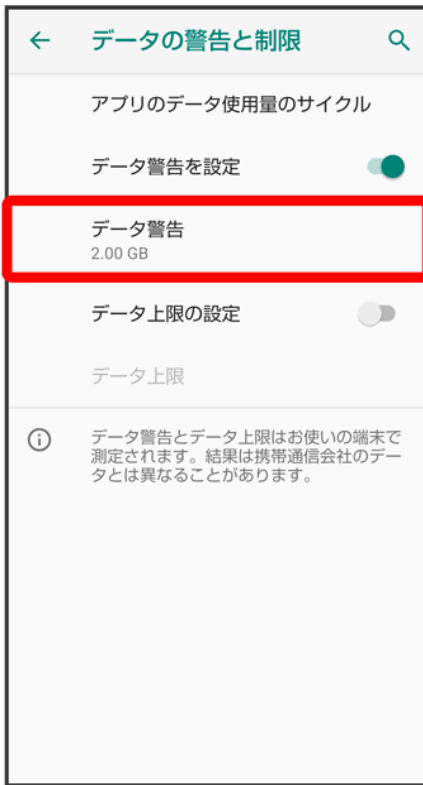 データの警告と制限
アプリのデータ使用量のサイクル
データ警告を設定
データ警告
2.00 GB
データ上限の設定
データ上限
データ警告とデータ上限はお使いの端末で
測定されます。結果は携帯通信会社のデー
タとは異なることがあります。